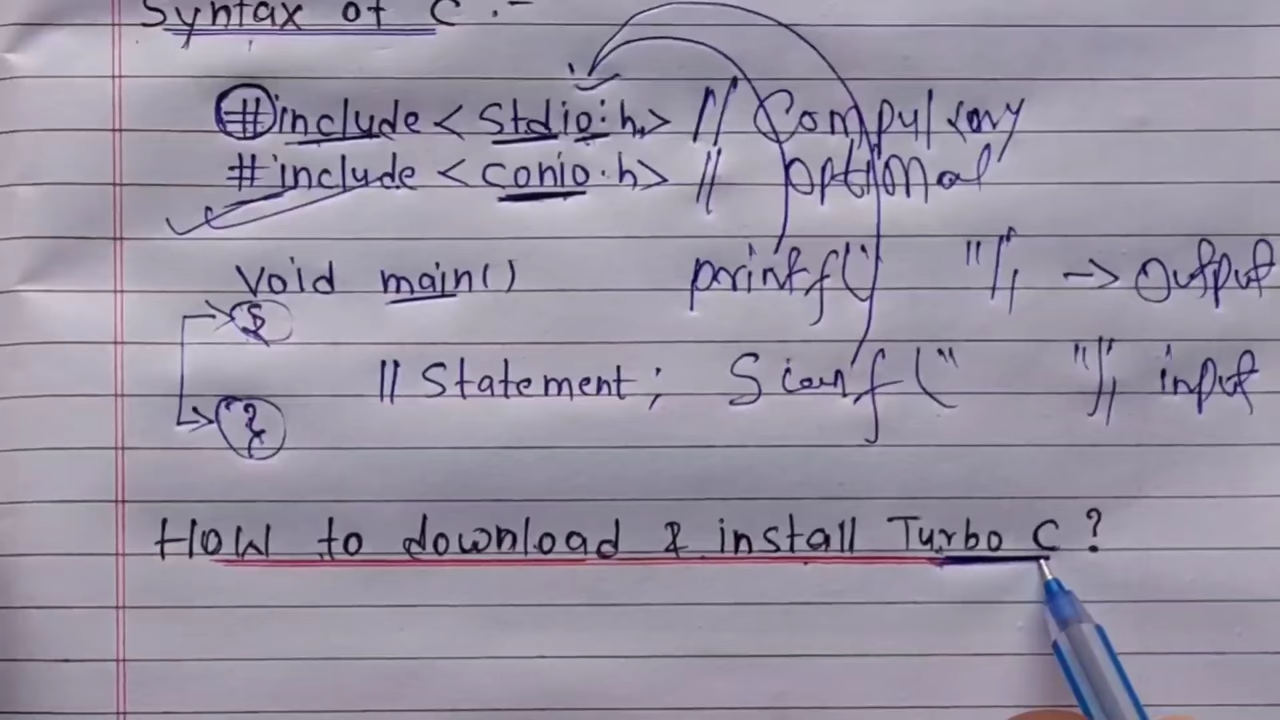 Syntax of C :-
#include < stdio.h> // Compulsory
#include < conio.h> // optional
void main() printf(" "); → output
{
// Statement; Scanf(" "); input
}
How to download & install Turbo C ?